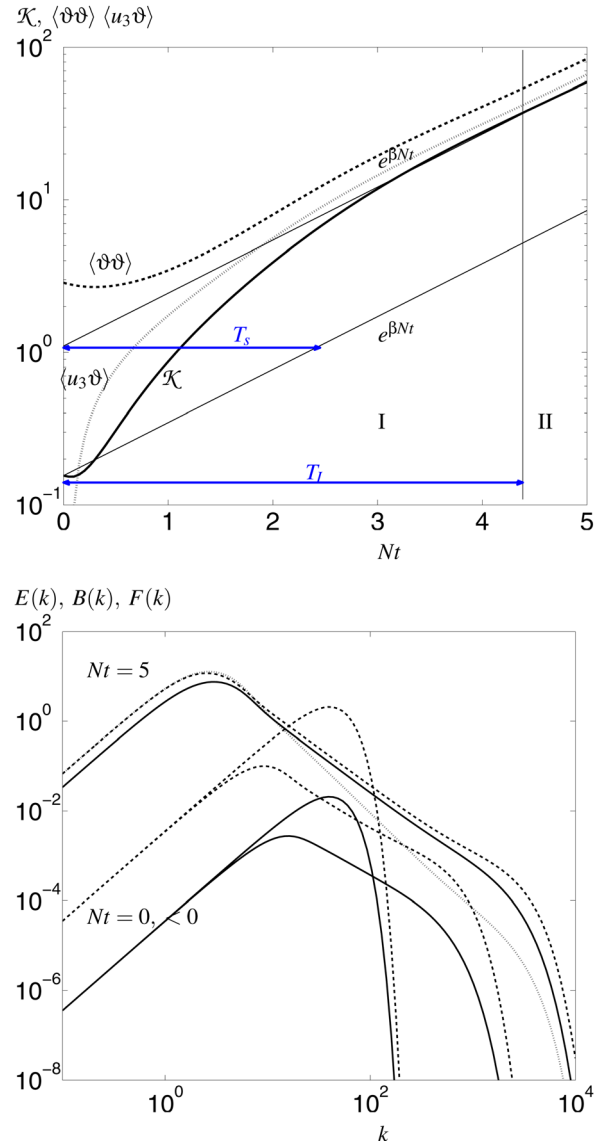 𝒦, ⟨ϑϑ⟩ ⟨u₃ϑ⟩
10²
e^{βNt}
10¹
⟨ϑϑ⟩
T_s
e^{βNt}
10⁰
⟨u₃ϑ⟩
𝒦
I
II
T_I
10⁻¹
0 1 2 3 4 5
Nt
E(k), B(k), F(k)
10²
Nt = 5
10⁰
10⁻²
10⁻⁴
Nt = 0, < 0
10⁻⁶
10⁻⁸
10⁰ 10² 10⁴
k